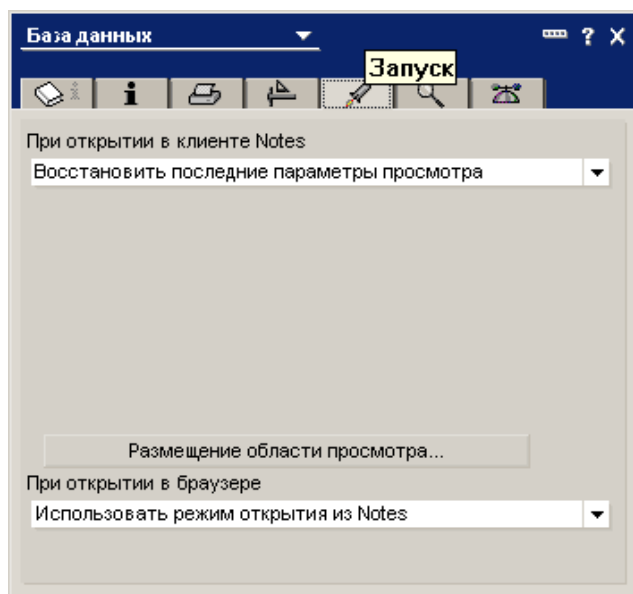 База данных
? X
Запуск
i i
При открытии в клиенте Notes
Восстановить последние параметры просмотра
Размещение области просмотра...
При открытии в браузере
Использовать режим открытия из Notes